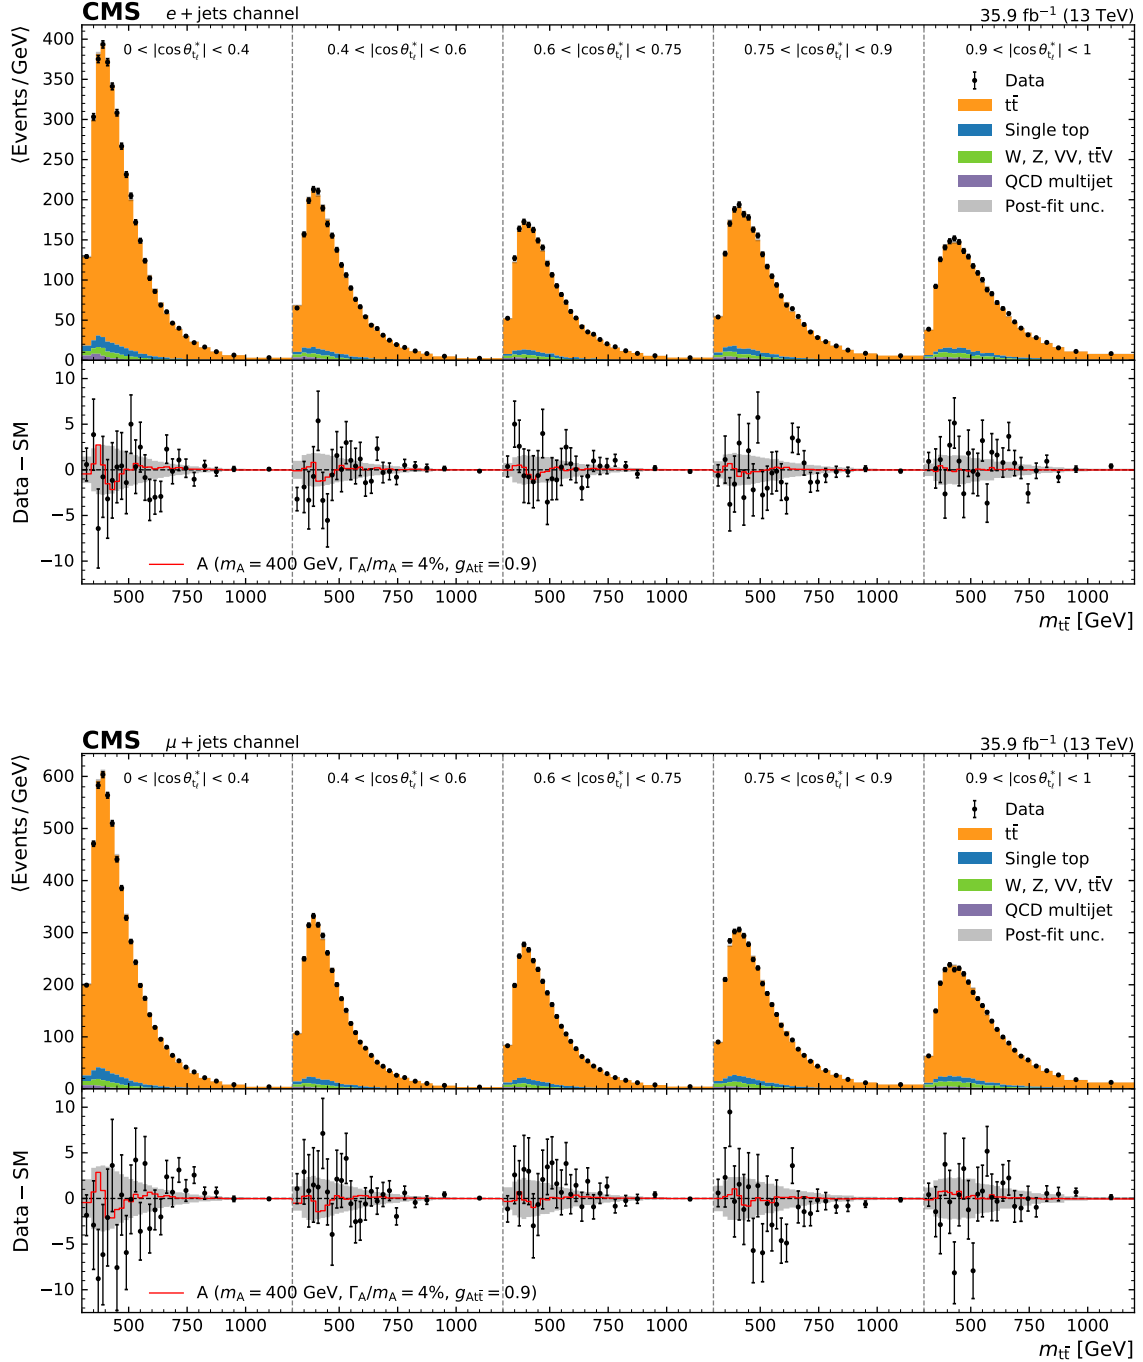 CMS e + jets channel 35.9 fb⁻¹ (13 TeV)
0 < |cos θ*tℓ| < 0.4 0.4 < |cos θ*tℓ| < 0.6 0.6 < |cos θ*tℓ| < 0.75 0.75 < |cos θ*tℓ| < 0.9 0.9 < |cos θ*tℓ| < 1
⟨Events / GeV⟩
400
350
300
250
200
150
100
50
0
Data
tt̄
Single top
W, Z, VV, tt̄V
QCD multijet
Post-fit unc.
Data − SM
10
5
0
−5
−10
A (mA = 400 GeV, ΓA/mA = 4%, gAtt̄ = 0.9)
500 750 1000 500 750 1000 500 750 1000 500 750 1000 500 750 1000
mtt̄ [GeV]
CMS μ + jets channel 35.9 fb⁻¹ (13 TeV)
0 < |cos θ*tℓ| < 0.4 0.4 < |cos θ*tℓ| < 0.6 0.6 < |cos θ*tℓ| < 0.75 0.75 < |cos θ*tℓ| < 0.9 0.9 < |cos θ*tℓ| < 1
⟨Events / GeV⟩
600
500
400
300
200
100
0
Data
tt̄
Single top
W, Z, VV, tt̄V
QCD multijet
Post-fit unc.
Data − SM
10
5
0
−5
−10
A (mA = 400 GeV, ΓA/mA = 4%, gAtt̄ = 0.9)
500 750 1000 500 750 1000 500 750 1000 500 750 1000 500 750 1000
mtt̄ [GeV]